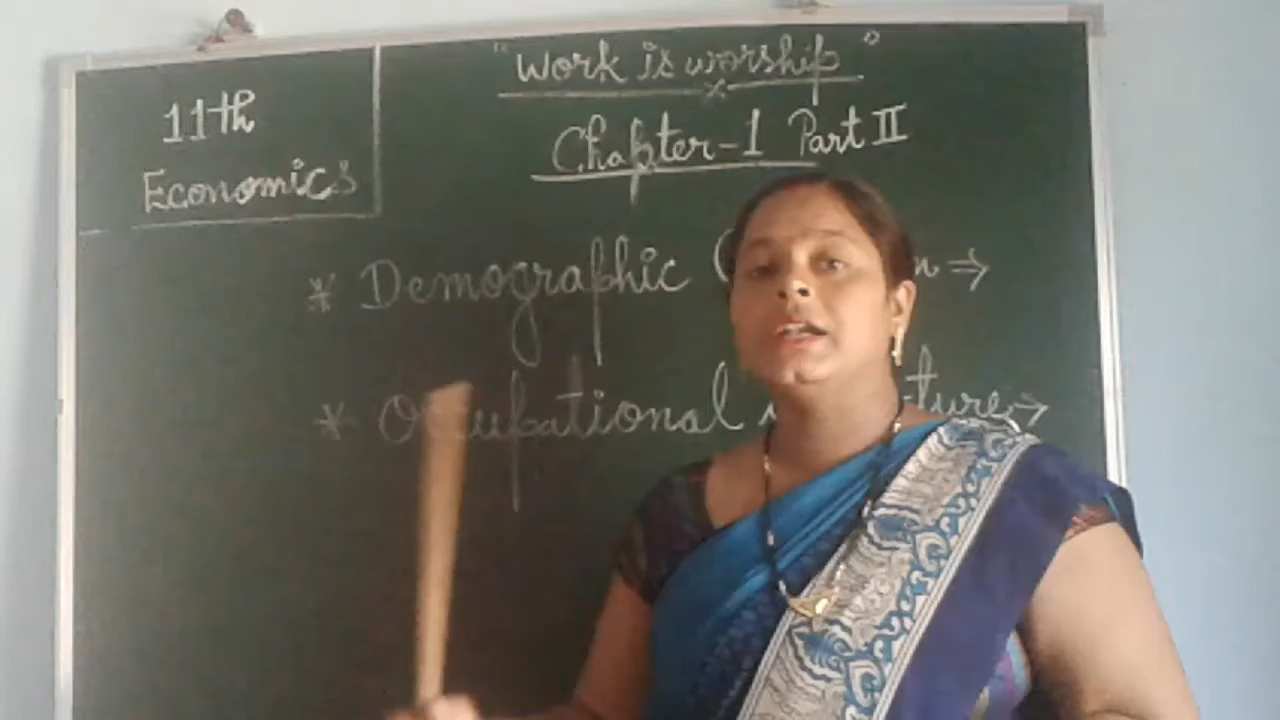 "Work is worship"
11th
Economics
Chapter-1 Part II
* Demographic
* Occupational